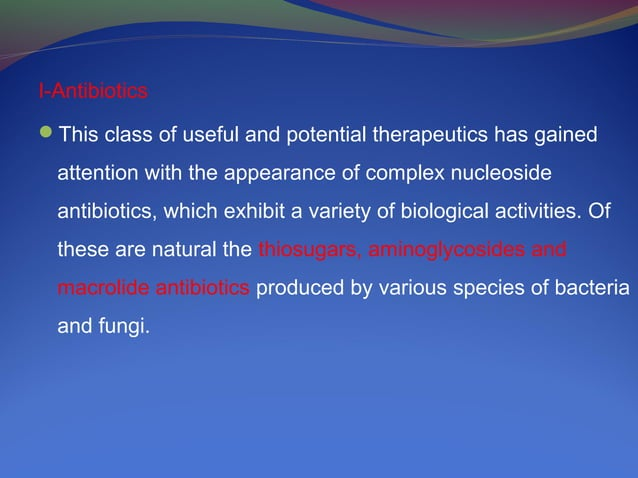 I-Antibiotics
This class of useful and potential therapeutics has gained
attention with the appearance of complex nucleoside
antibiotics, which exhibit a variety of biological activities. Of
these are natural the thiosugars, aminoglycosides and
macrolide antibiotics produced by various species of bacteria
and fungi.